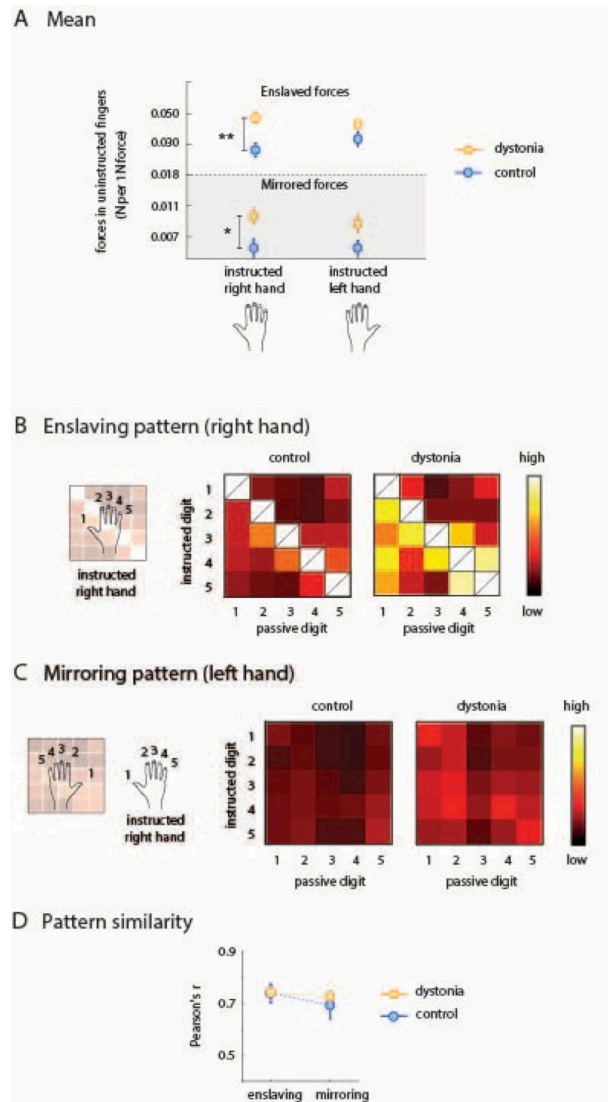 A Mean
Enslaved forces
0.050
0.030
0.018
0.011
0.007
forces in uninstructed fingers
(N per 1N force)
**
Mirrored forces
*
dystonia
control
instructed
right hand
instructed
left hand
B Enslaving pattern (right hand)
control
dystonia
high
low
1
2
3
4
5
instructed
right hand
instructed digit
1
2
3
4
5
1 2 3 4 5
passive digit
1 2 3 4 5
passive digit
C Mirroring pattern (left hand)
control
dystonia
high
low
5
4
3
2
1
1
2
3
4
5
instructed
right hand
instructed digit
1
2
3
4
5
1 2 3 4 5
passive digit
1 2 3 4 5
passive digit
D Pattern similarity
0.9
0.7
0.5
Pearson's r
dystonia
control
enslaving mirroring